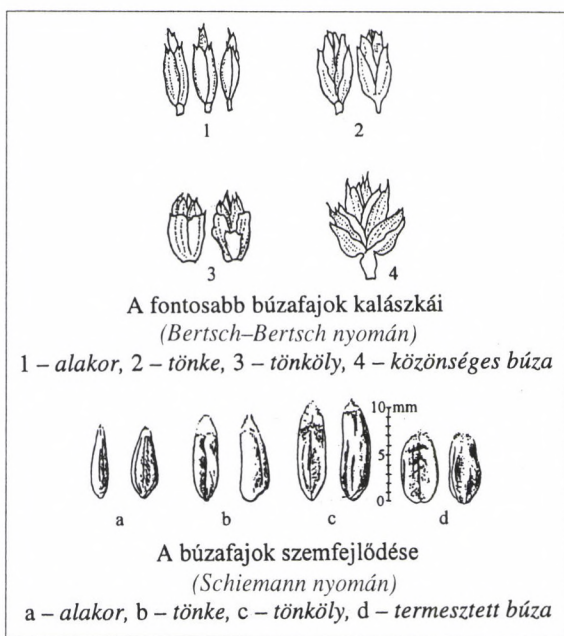 1 2
3 4
A fontosabb búzafajok kalászkái
(Bertsch–Bertsch nyomán)
1 – alakor, 2 – tönke, 3 – tönköly, 4 – közönséges búza
10 mm
5
0
a b c d
A búzafajok szemfejlődése
(Schiemann nyomán)
a – alakor, b – tönke, c – tönköly, d – termesztett búza